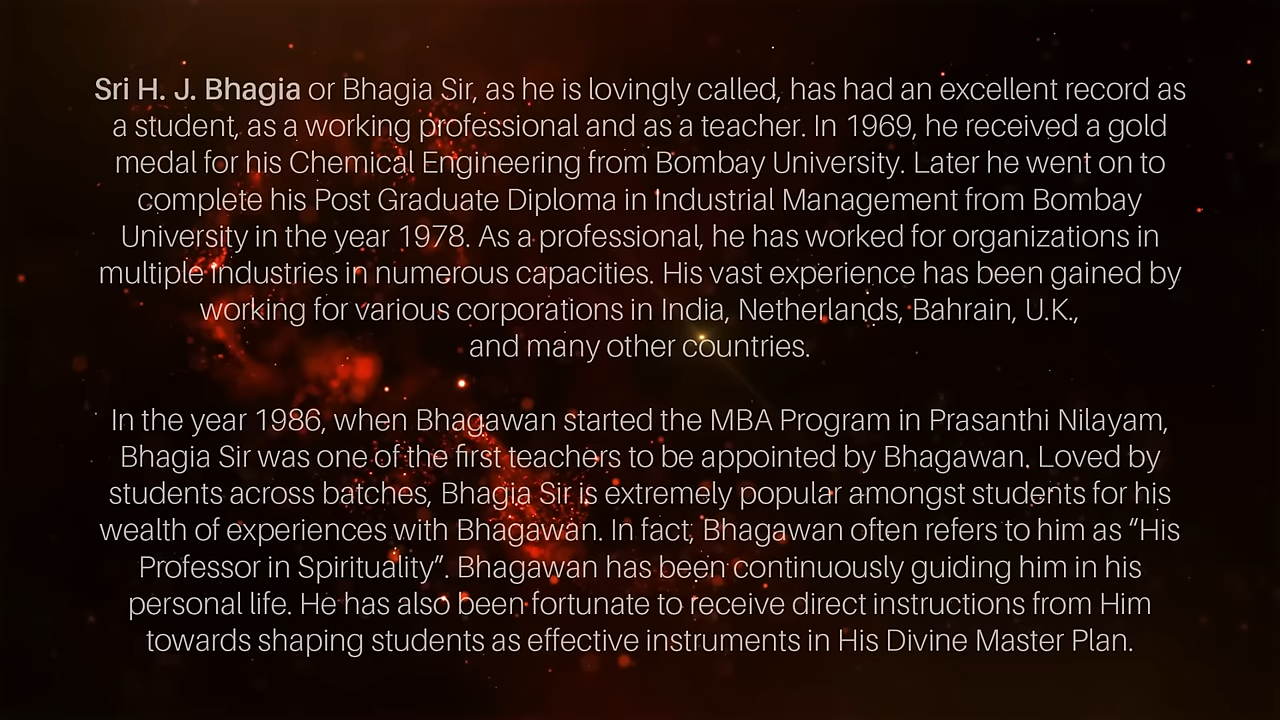 Sri H. J. Bhagia or Bhagia Sir, as he is lovingly called, has had an excellent record as
a student, as a working professional and as a teacher. In 1969, he received a gold
medal for his Chemical Engineering from Bombay University. Later he went on to
complete his Post Graduate Diploma in Industrial Management from Bombay
University in the year 1978. As a professional, he has worked for organizations in
multiple industries in numerous capacities. His vast experience has been gained by
working for various corporations in India, Netherlands, Bahrain, U.K.,
and many other countries.
In the year 1986, when Bhagawan started the MBA Program in Prasanthi Nilayam,
Bhagia Sir was one of the first teachers to be appointed by Bhagawan. Loved by
students across batches, Bhagia Sir is extremely popular amongst students for his
wealth of experiences with Bhagawan. In fact, Bhagawan often refers to him as “His
Professor in Spirituality”. Bhagawan has been continuously guiding him in his
personal life. He has also been fortunate to receive direct instructions from Him
towards shaping students as effective instruments in His Divine Master Plan.